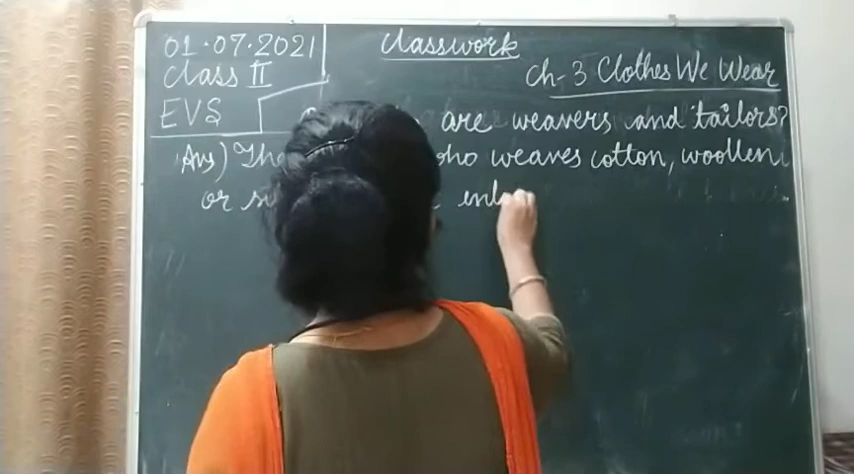 01.07.2021 Classwork
Class II Ch-3 Clothes We Wear
EVS are weavers and tailors?
Ans) The who weaves cotton, woollen
or